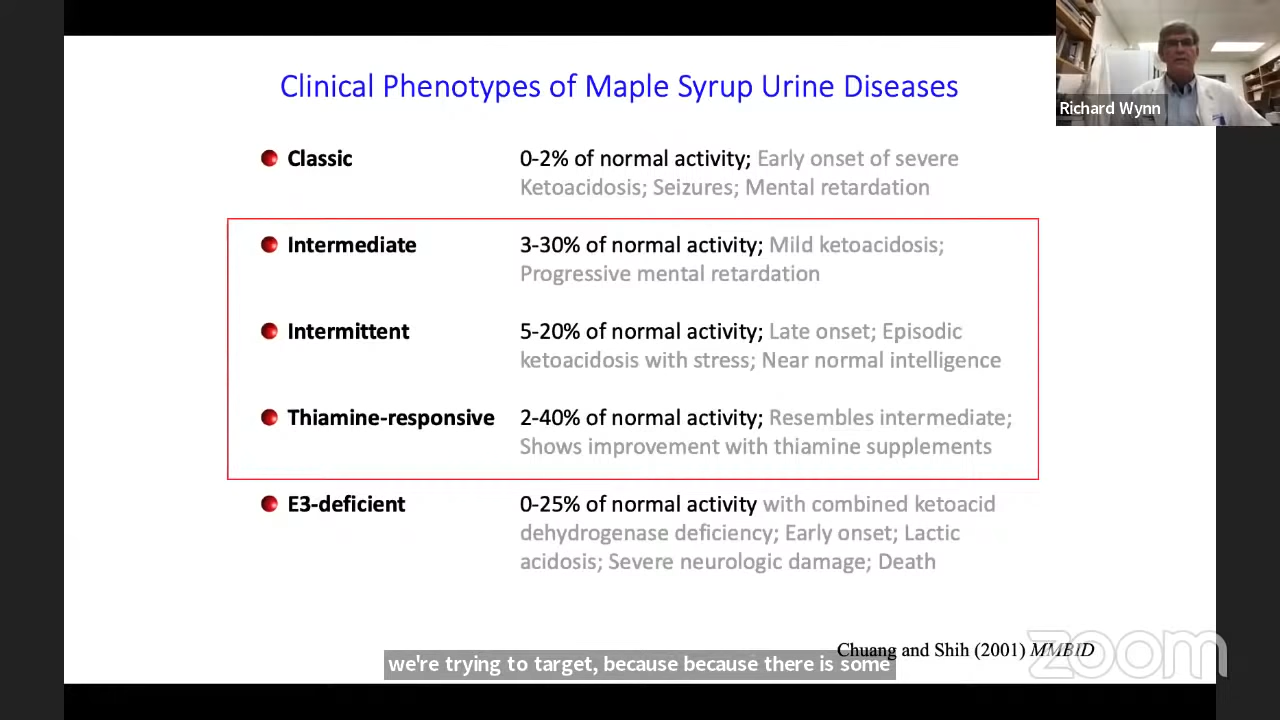 Clinical Phenotypes of Maple Syrup Urine Diseases
Richard Wynn
Classic
0-2% of normal activity; Early onset of severe
Ketoacidosis; Seizures; Mental retardation
Intermediate
3-30% of normal activity; Mild ketoacidosis;
Progressive mental retardation
Intermittent
5-20% of normal activity; Late onset; Episodic
ketoacidosis with stress; Near normal intelligence
Thiamine-responsive
2-40% of normal activity; Resembles intermediate;
Shows improvement with thiamine supplements
E3-deficient
0-25% of normal activity with combined ketoacid
dehydrogenase deficiency; Early onset; Lactic
acidosis; Severe neurologic damage; Death
Chuang and Shih (2001) MMBID
zoom
we're trying to target, because because there is some